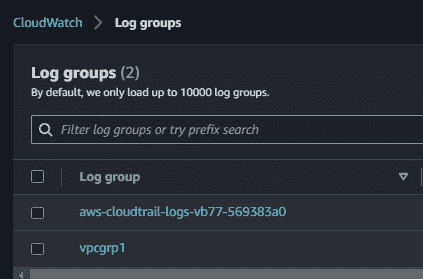 CloudWatch > Log groups
Log groups (2)
By default, we only load up to 10000 log groups.
Filter log groups or try prefix search
Log group
aws-cloudtrail-logs-vb77-569383a0
vpcgrp1